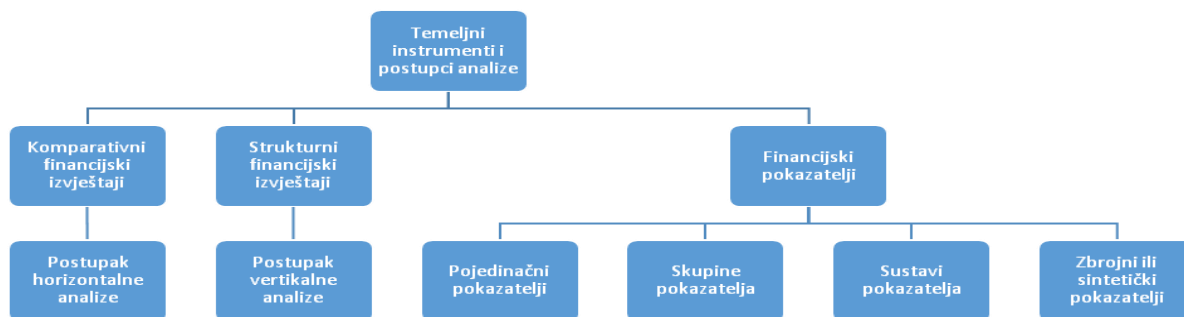 Temeljni
instrumenti i
postupci analize
Komparativni
financijski
izvještaji
Strukturni
financijski
izvještaji
Financijski
pokazatelji
Postupak
horizontalne
analize
Postupak
vertikalne
analize
Pojedinačni
pokazatelji
Skupine
pokazatelja
Sustavi
pokazatelja
Zbrojni ili
sintetički
pokazatelji